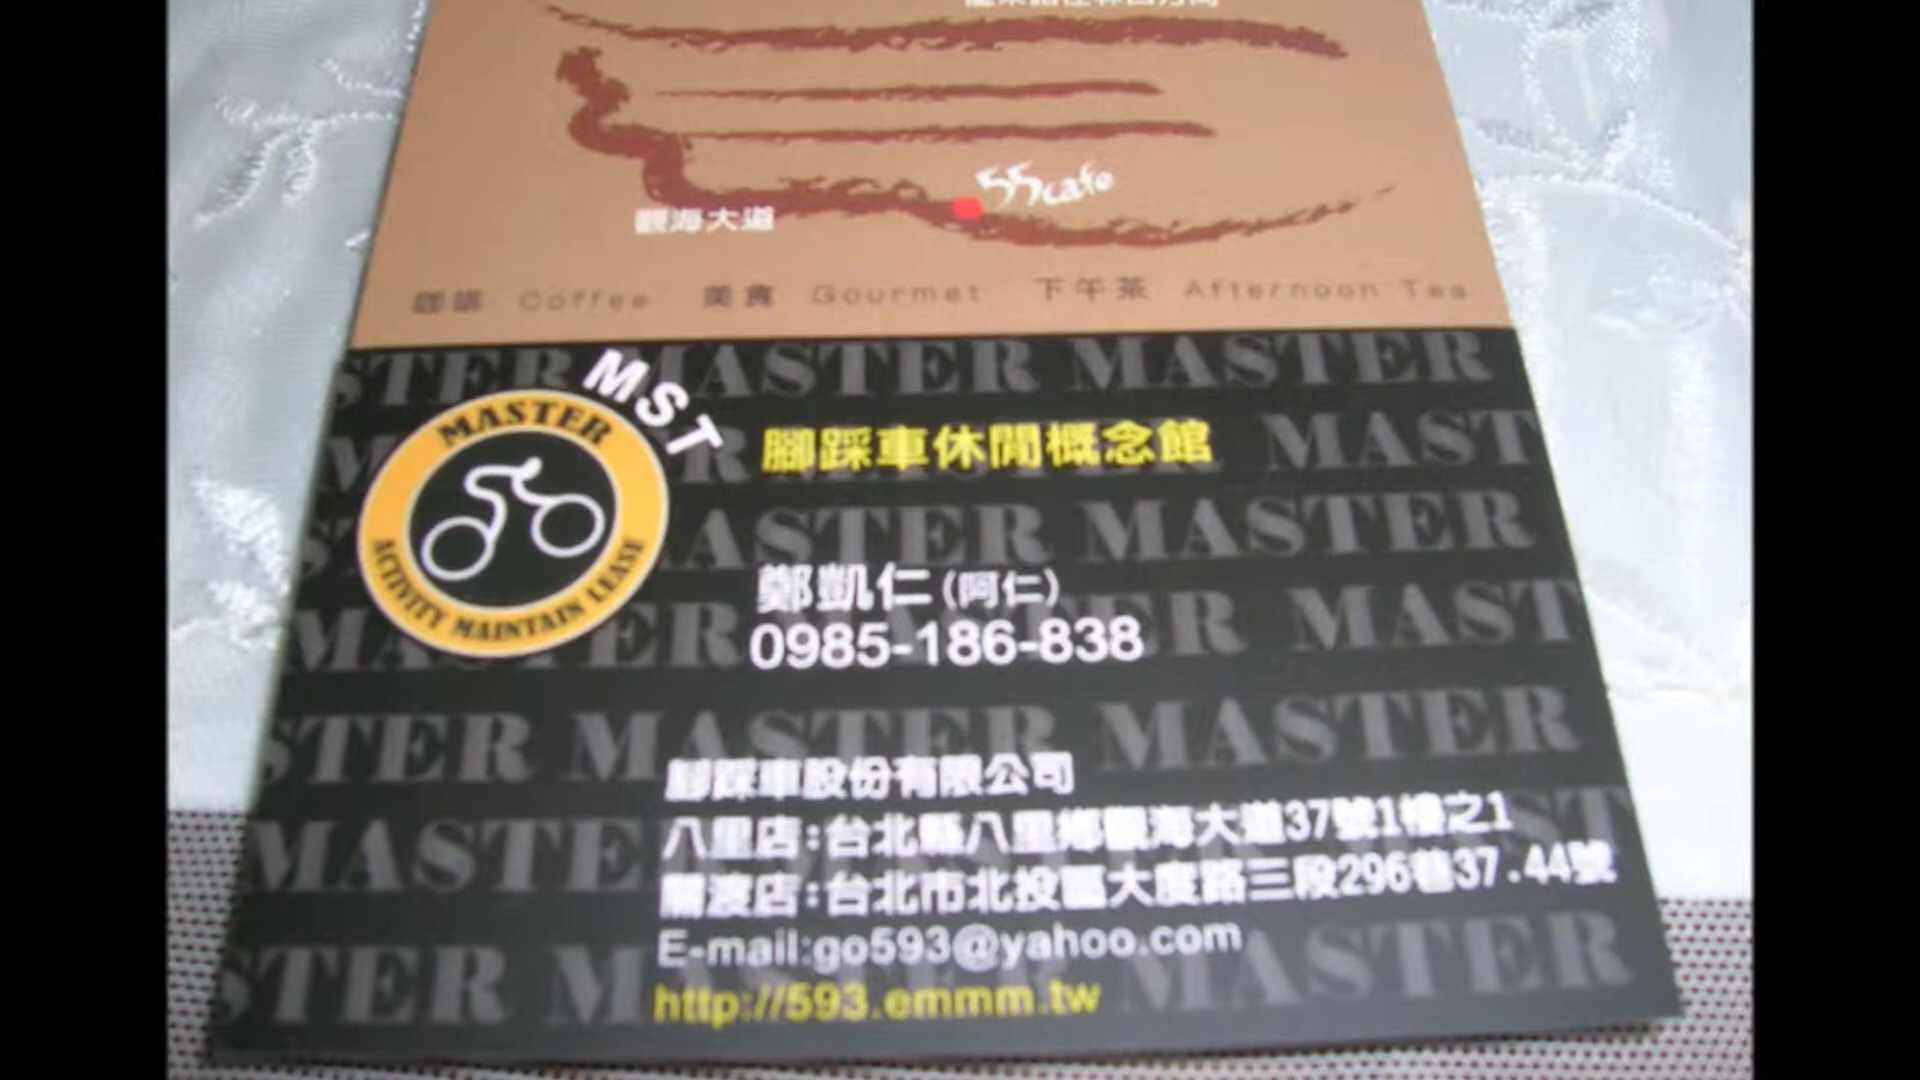 55cafe
觀海大道
咖啡 Coffee 美食 Gourmet 下午茶 Afternoon Tea
STER MASTER MASTER
MST
MASTER
ACTIVITY MAINTAIN LEASE
腳踩車休閒概念館
鄭凱仁(阿仁)
0985-186-838
腳踩車股份有限公司
八里店:台北縣八里鄉觀海大道37號1樓之1
關渡店:台北市北投區大度路三段296巷37.44號
E-mail:go593@yahoo.com
http://593.emmm.tw